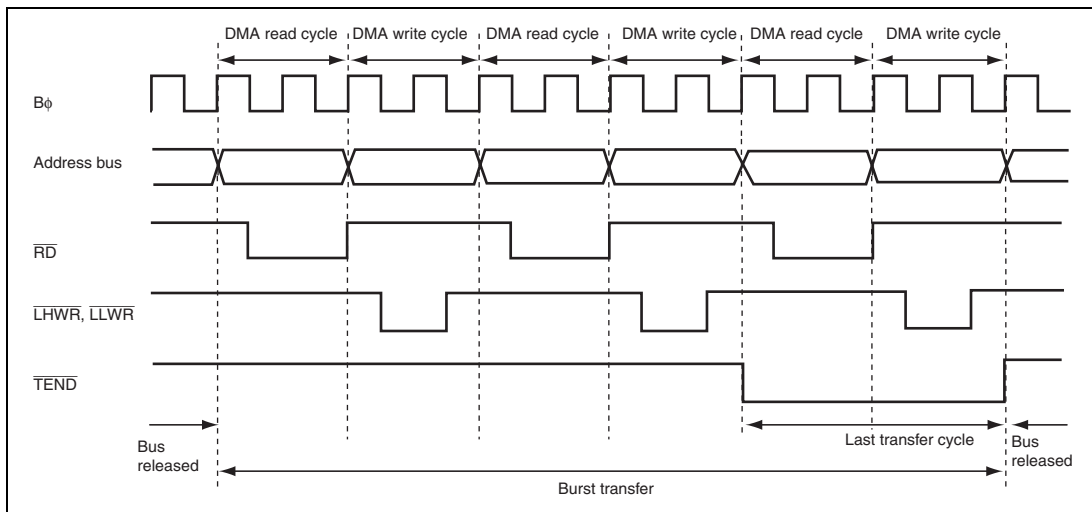 DMA read cycle DMA write cycle DMA read cycle DMA write cycle DMA read cycle DMA write cycle
Bϕ
Address bus
RD
LHWR, LLWR
TEND
Bus released
Last transfer cycle
Bus released
Burst transfer